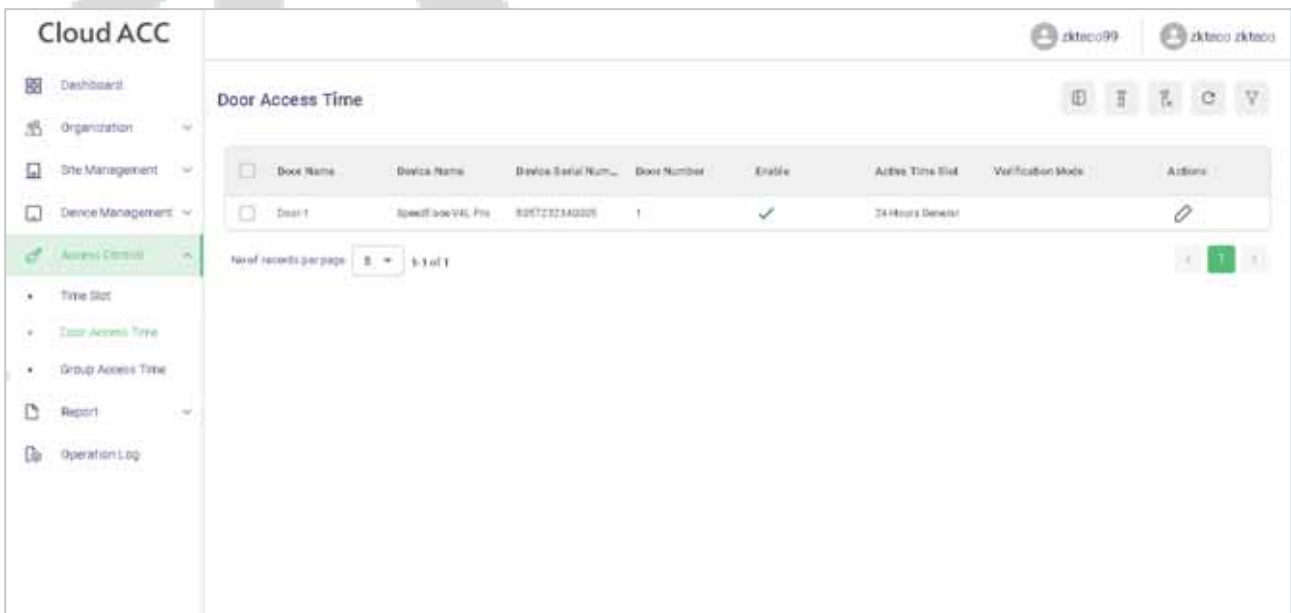 Cloud ACC
zkteco99
zkteco zkteco
Dashboard
Organization
Site Management
Device Management
Access Control
Time Slot
Door Access Time
Group Access Time
Report
Operation Log
Door Access Time
Door Name Device Name Device Serial Num... Door Number Enable Active Time Slot Verification Mode Actions
Door-1 SpeedFace-V4L Pro 1 24-Hours General
No of records per page 8 1-1 of 1
1